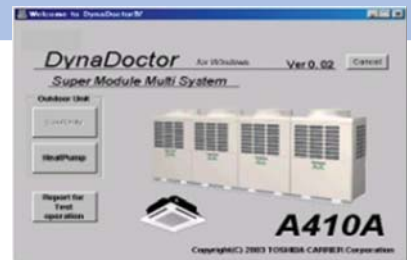 Welcome to DynaDoctorⅣ
DynaDoctor for Windows Ver 0.02 Cancel
Super Module Multi System
Outdoor Unit
HeatPump
Report for
Test
operation
A410A
Copyright(C) 2003 TOSHIBA CARRIER Corporation